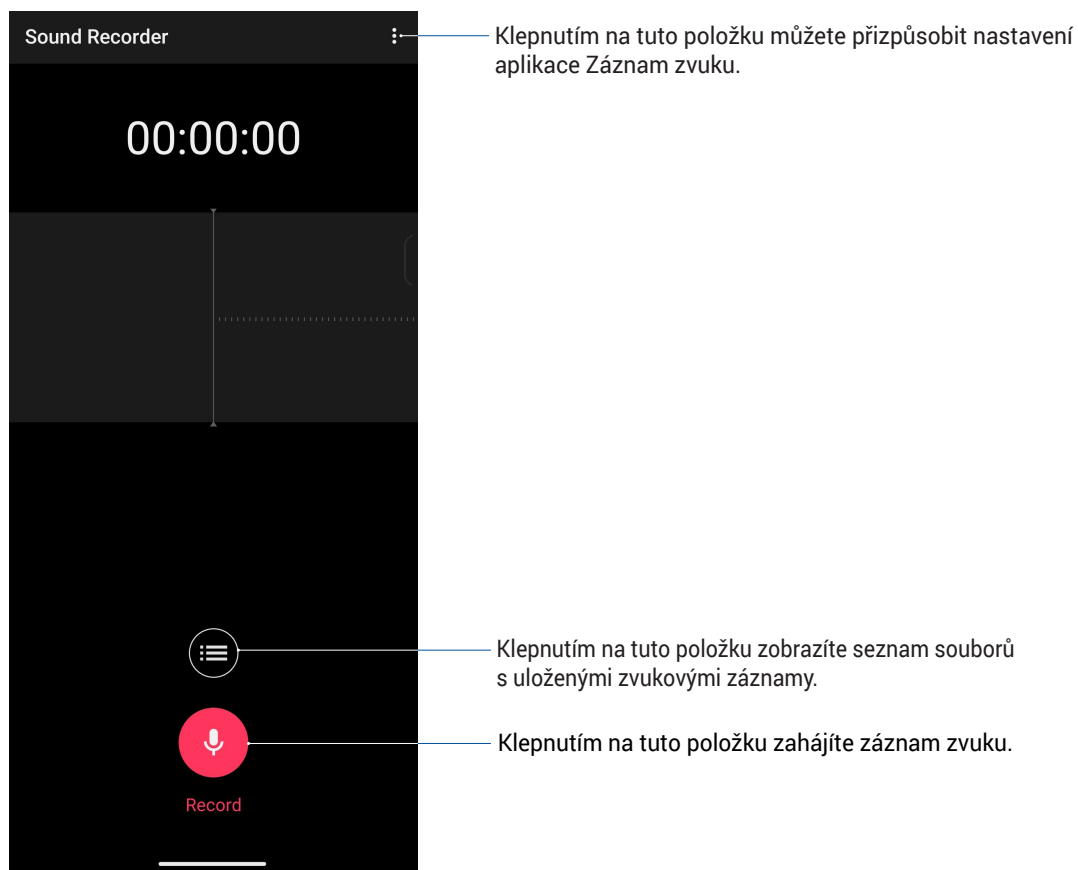 Sound Recorder
Klepnutím na tuto položku můžete přizpůsobit nastavení
aplikace Záznam zvuku.
00:00:00
Klepnutím na tuto položku zobrazíte seznam souborů
s uloženými zvukovými záznamy.
Klepnutím na tuto položku zahájíte záznam zvuku.
Record